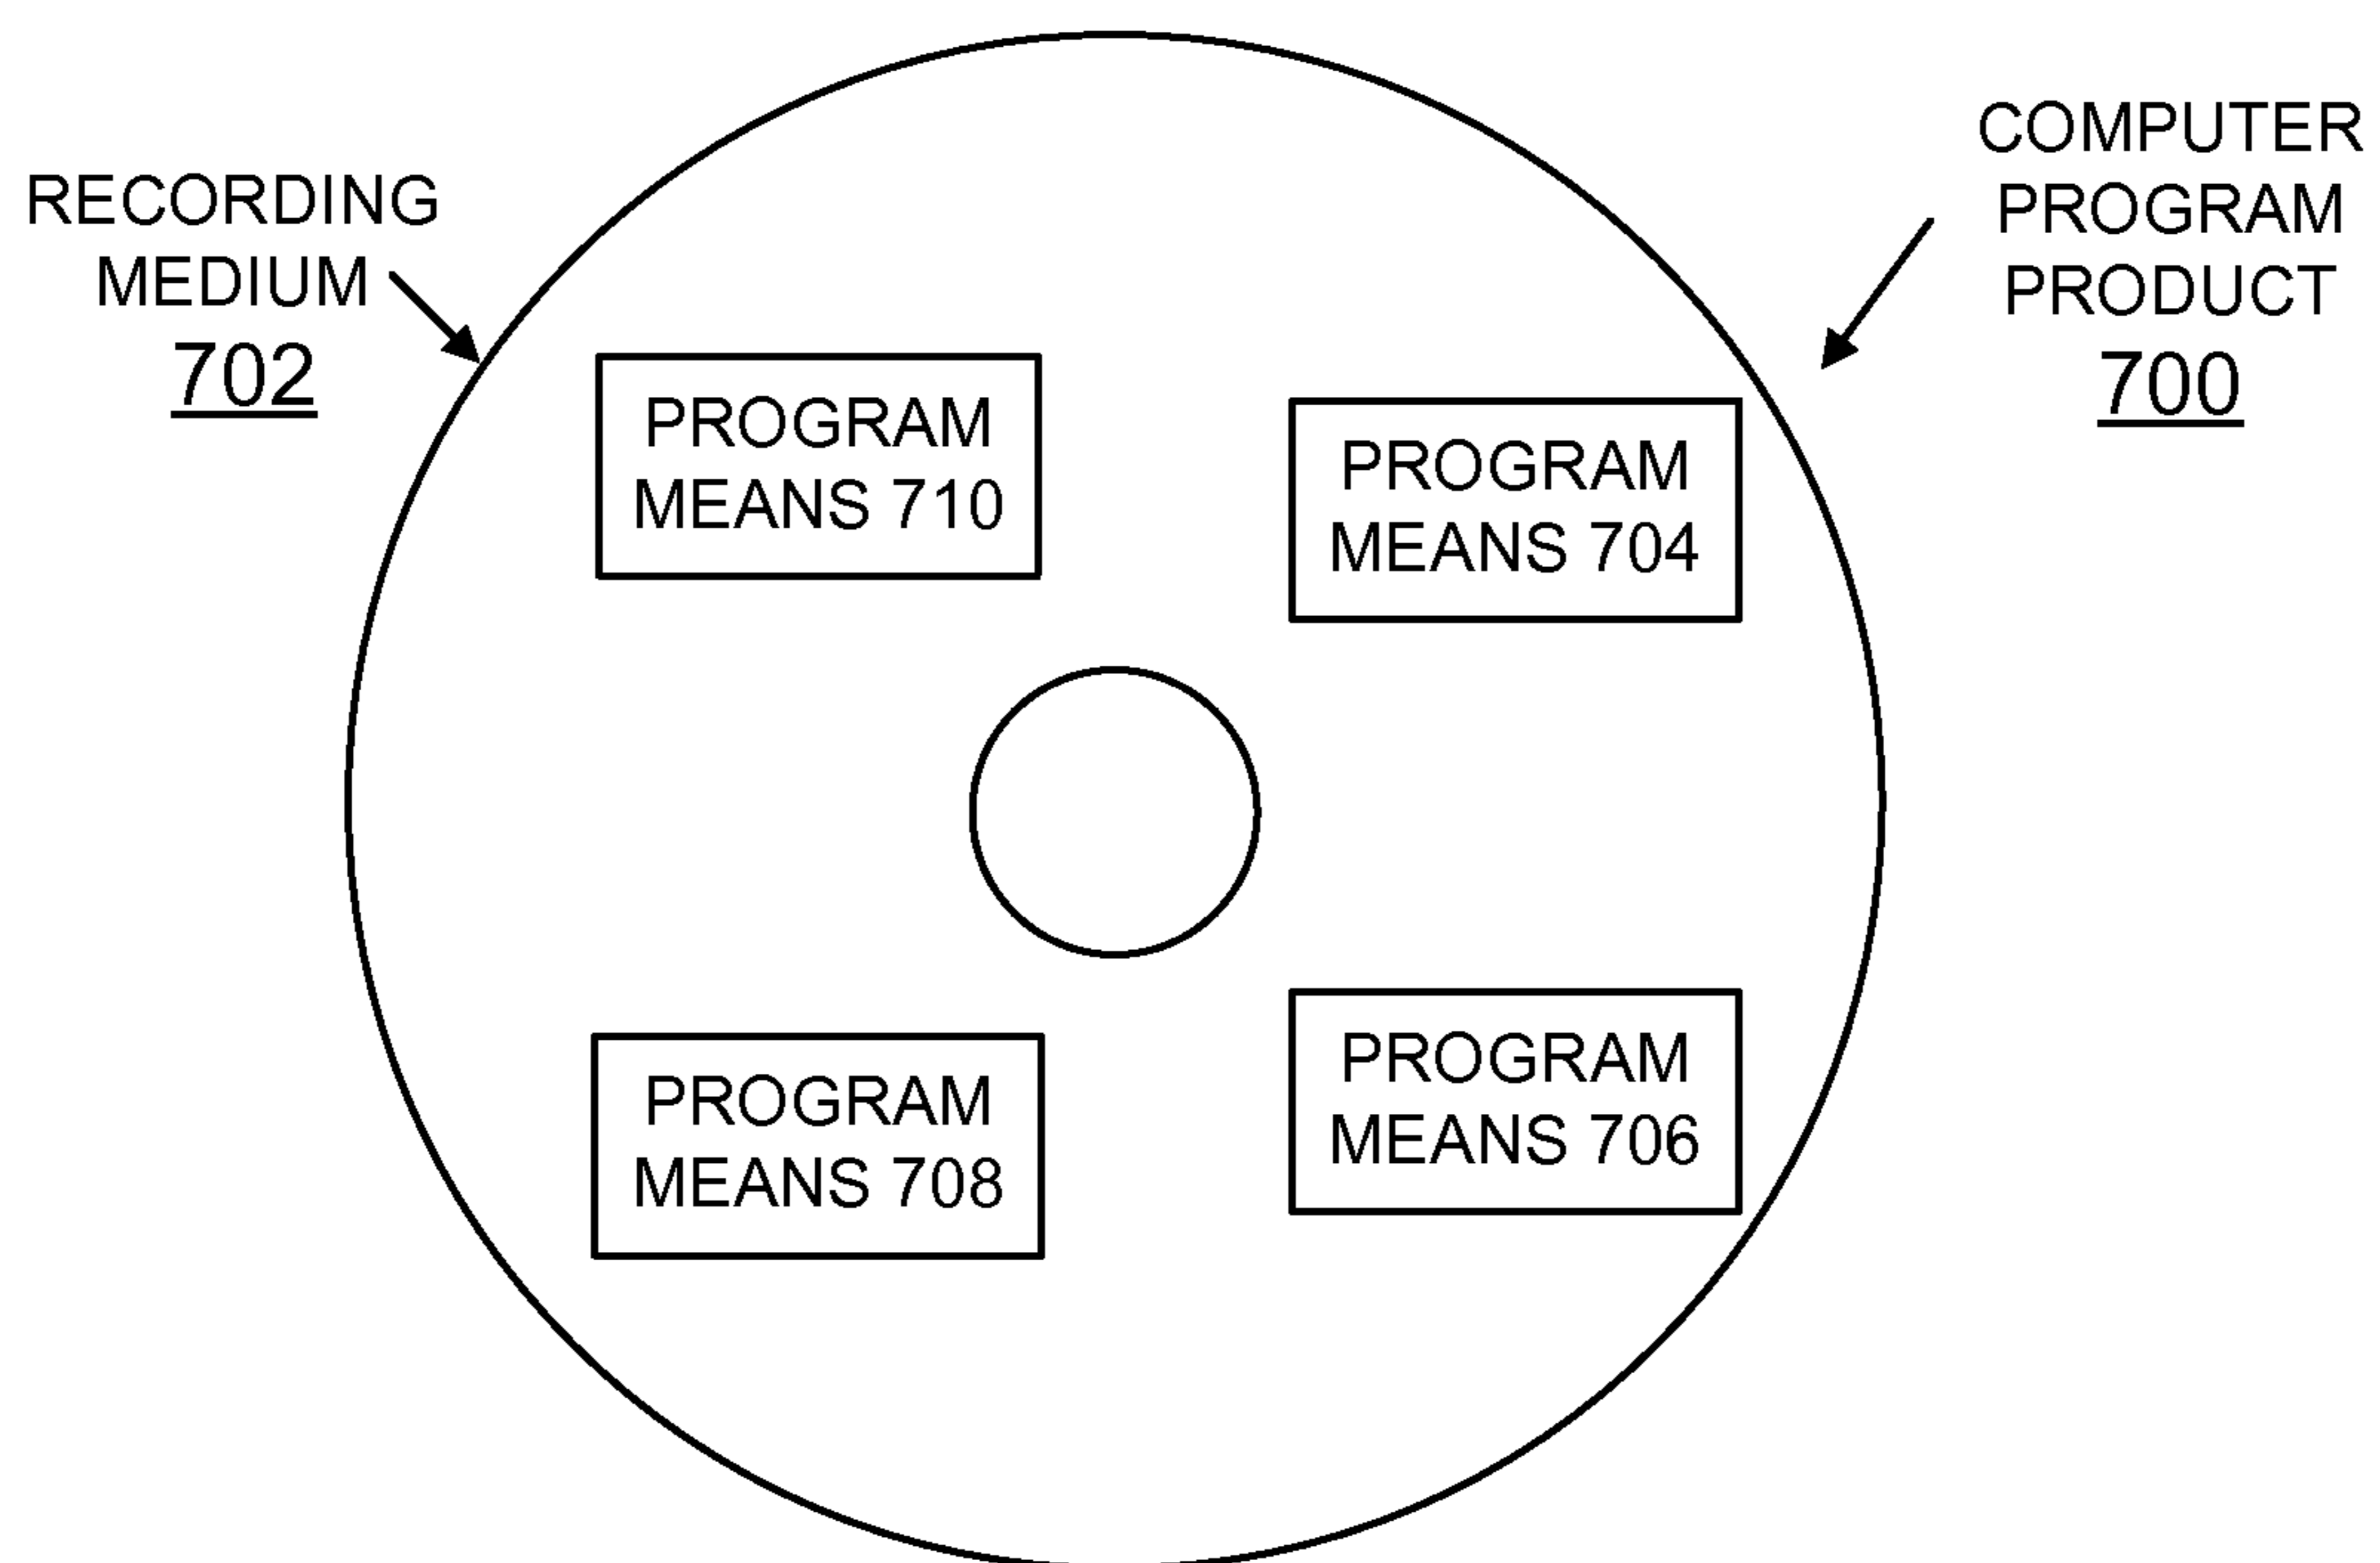 RECORDING
MEDIUM
702
COMPUTER
PROGRAM
PRODUCT
700
PROGRAM
MEANS 710
PROGRAM
MEANS 704
PROGRAM
MEANS 708
PROGRAM
MEANS 706